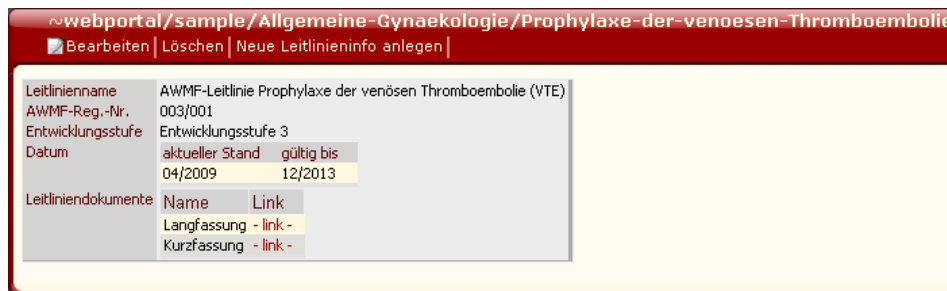 ~webportal/sample/Allgemeine-Gynaekologie/Prophylaxe-der-venoesen-Thromboembolie
Bearbeiten | Löschen | Neue Leitlinieninfo anlegen |
Leitlinienname AWMF-Leitlinie Prophylaxe der venösen Thromboembolie (VTE)
AWMF-Reg.-Nr. 003/001
Entwicklungsstufe Entwicklungsstufe 3
Datum aktueller Stand gültig bis
04/2009 12/2013
Leitliniendokumente Name Link
Langfassung - link -
Kurzfassung - link -